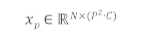 x_p ∈ ℝ^{N×(P²·C)}